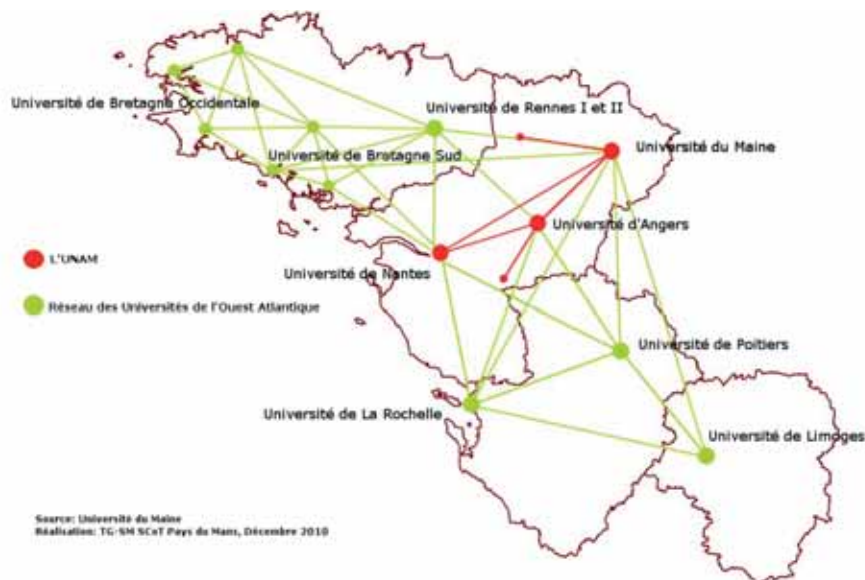 Université de Bretagne Occidentale
Université de Rennes I et II
Université de Bretagne Sud
Université du Maine
Université d'Angers
L'UNAM
Université de Nantes
Réseau des Universités de l'Ouest Atlantique
Université de Poitiers
Université de La Rochelle
Université de Limoges
Source: Université du Maine
Réalisation: TG-SM SCoT Pays du Mans, Décembre 2010